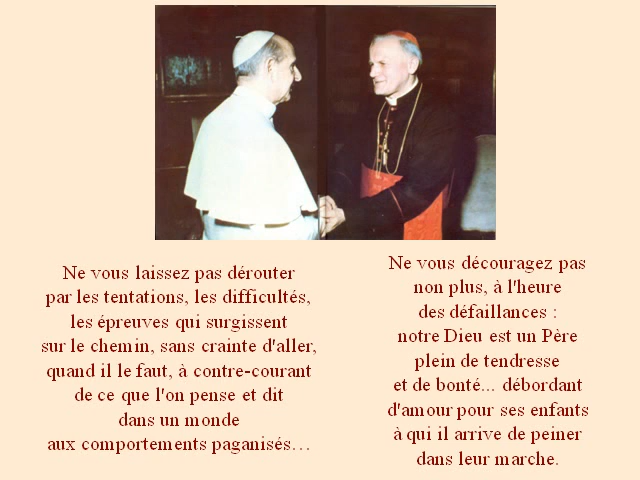 Ne vous laissez pas dérouter
par les tentations, les difficultés,
les épreuves qui surgissent
sur le chemin, sans crainte d'aller,
quand il le faut, à contre-courant
de ce que l'on pense et dit
dans un monde
aux comportements paganisés…
Ne vous découragez pas
non plus, à l'heure
des défaillances :
notre Dieu est un Père
plein de tendresse
et de bonté... débordant
d'amour pour ses enfants
à qui il arrive de peiner
dans leur marche.